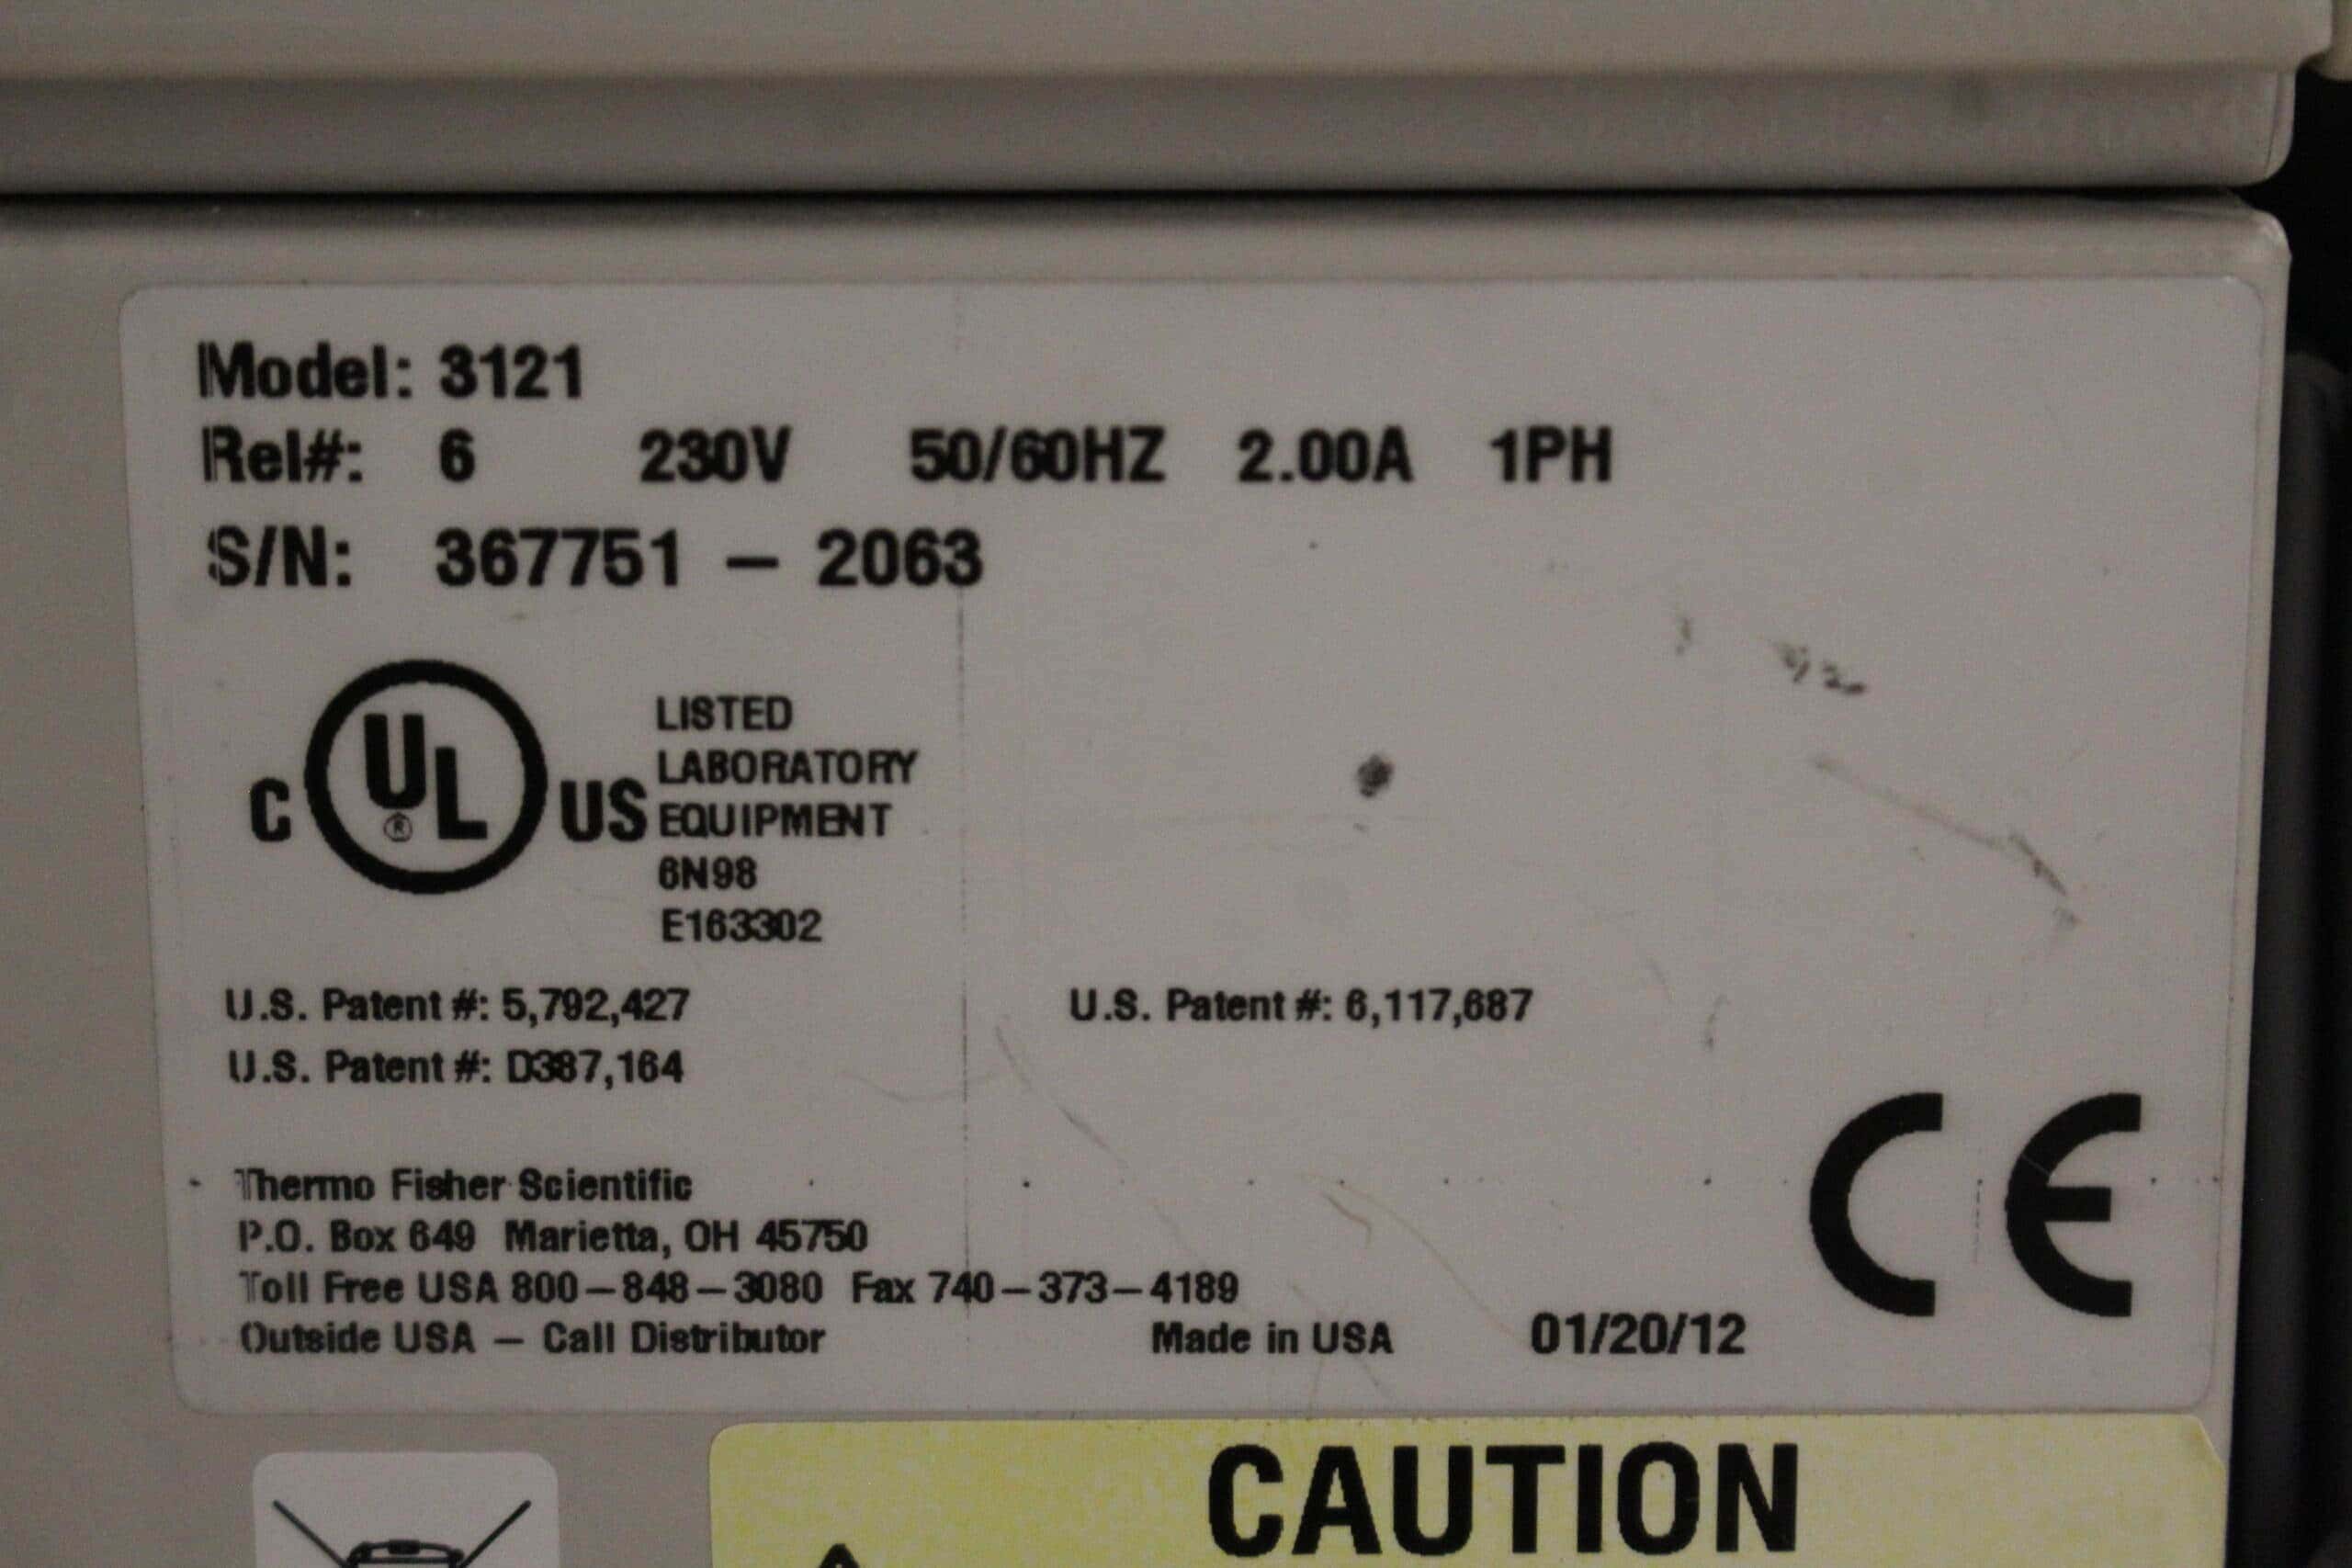 Model: 3121
Rel#: 6 230V 50/60HZ 2.00A 1PH
S/N: 367751 – 2063
C UL® US
LISTED
LABORATORY
EQUIPMENT
6N98
E163302
U.S. Patent #: 5,792,427 U.S. Patent #: 6,117,687
U.S. Patent #: D387,164
Thermo Fisher Scientific
P.O. Box 649 Marietta, OH 45750
Toll Free USA 800–848–3080 Fax 740–373–4189
Outside USA – Call Distributor Made in USA 01/20/12
CE
CAUTION